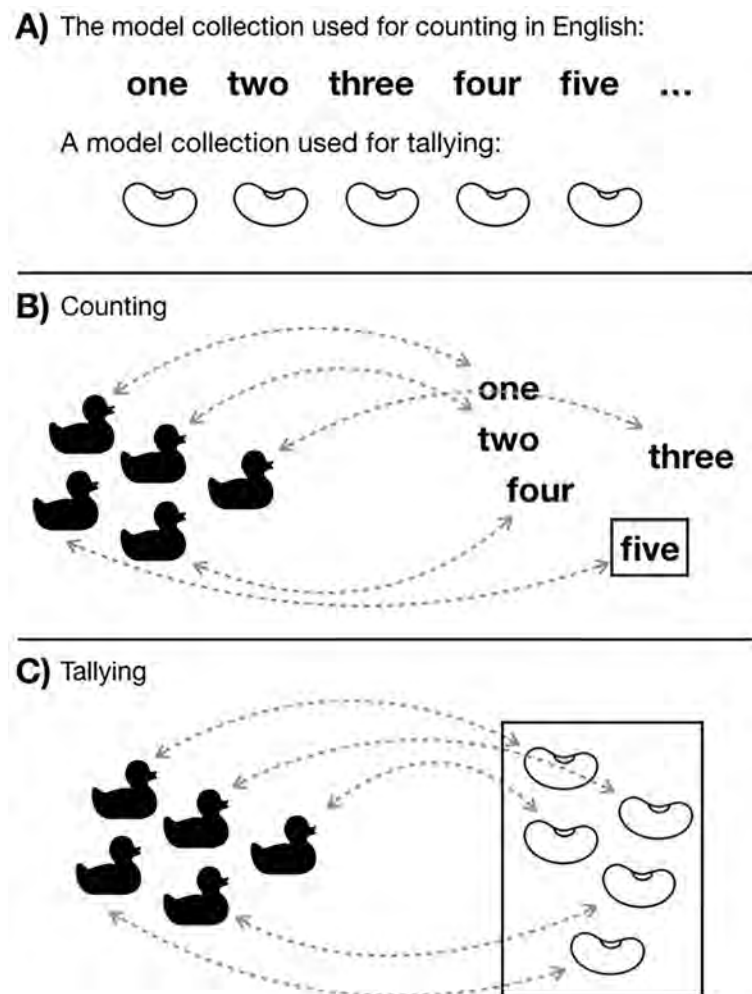 A) The model collection used for counting in English:
one two three four five ...
A model collection used for tallying:
B) Counting
one
two
three
four
five
C) Tallying